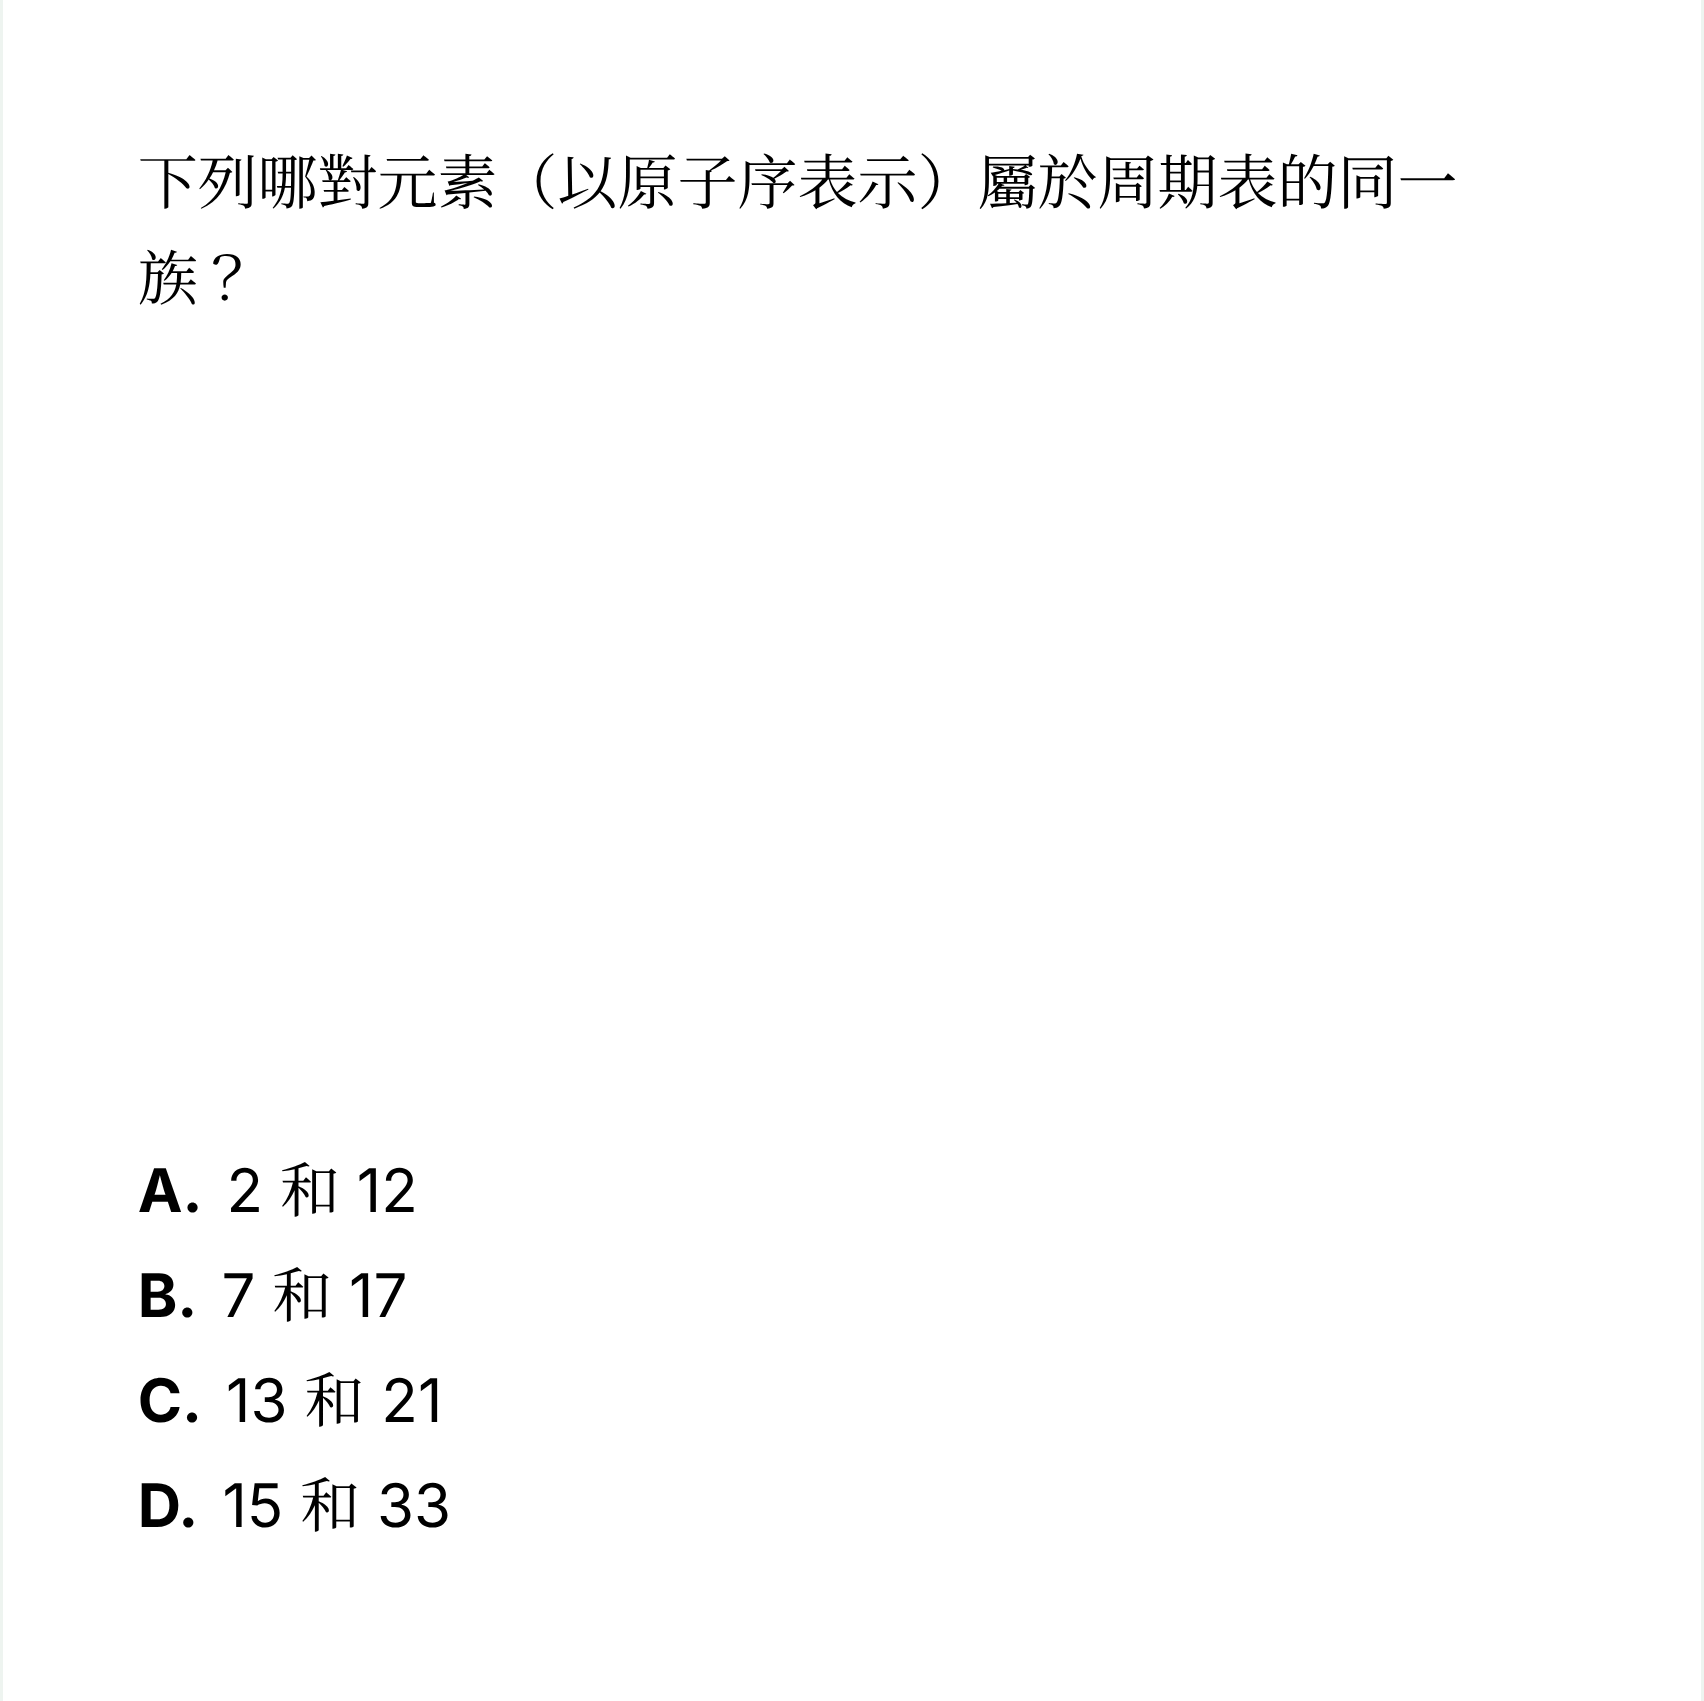 下列哪對元素（以原子序表示）屬於周期表的同一
族？
A. 2 和 12
B. 7 和 17
C. 13 和 21
D. 15 和 33